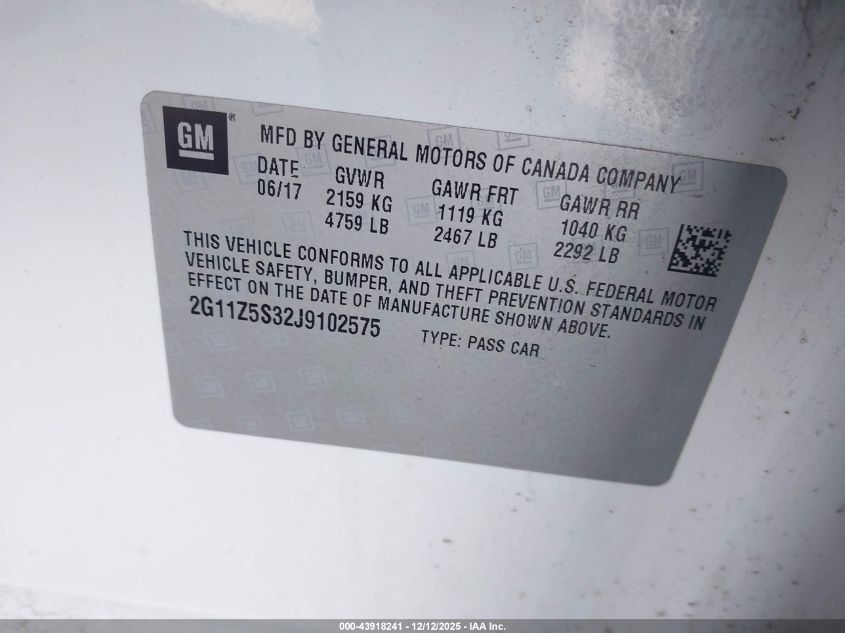 GM
MFD BY GENERAL MOTORS OF CANADA COMPANY
DATE GVWR GAWR FRT GAWR RR
06/17 2159 KG 1119 KG 1040 KG
4759 LB 2467 LB 2292 LB
THIS VEHICLE CONFORMS TO ALL APPLICABLE U.S. FEDERAL MOTOR
VEHICLE SAFETY, BUMPER, AND THEFT PREVENTION STANDARDS IN
EFFECT ON THE DATE OF MANUFACTURE SHOWN ABOVE.
2G11Z5S32J9102575 TYPE: PASS CAR
000-43918241 - 12/12/2025 - IAA Inc.